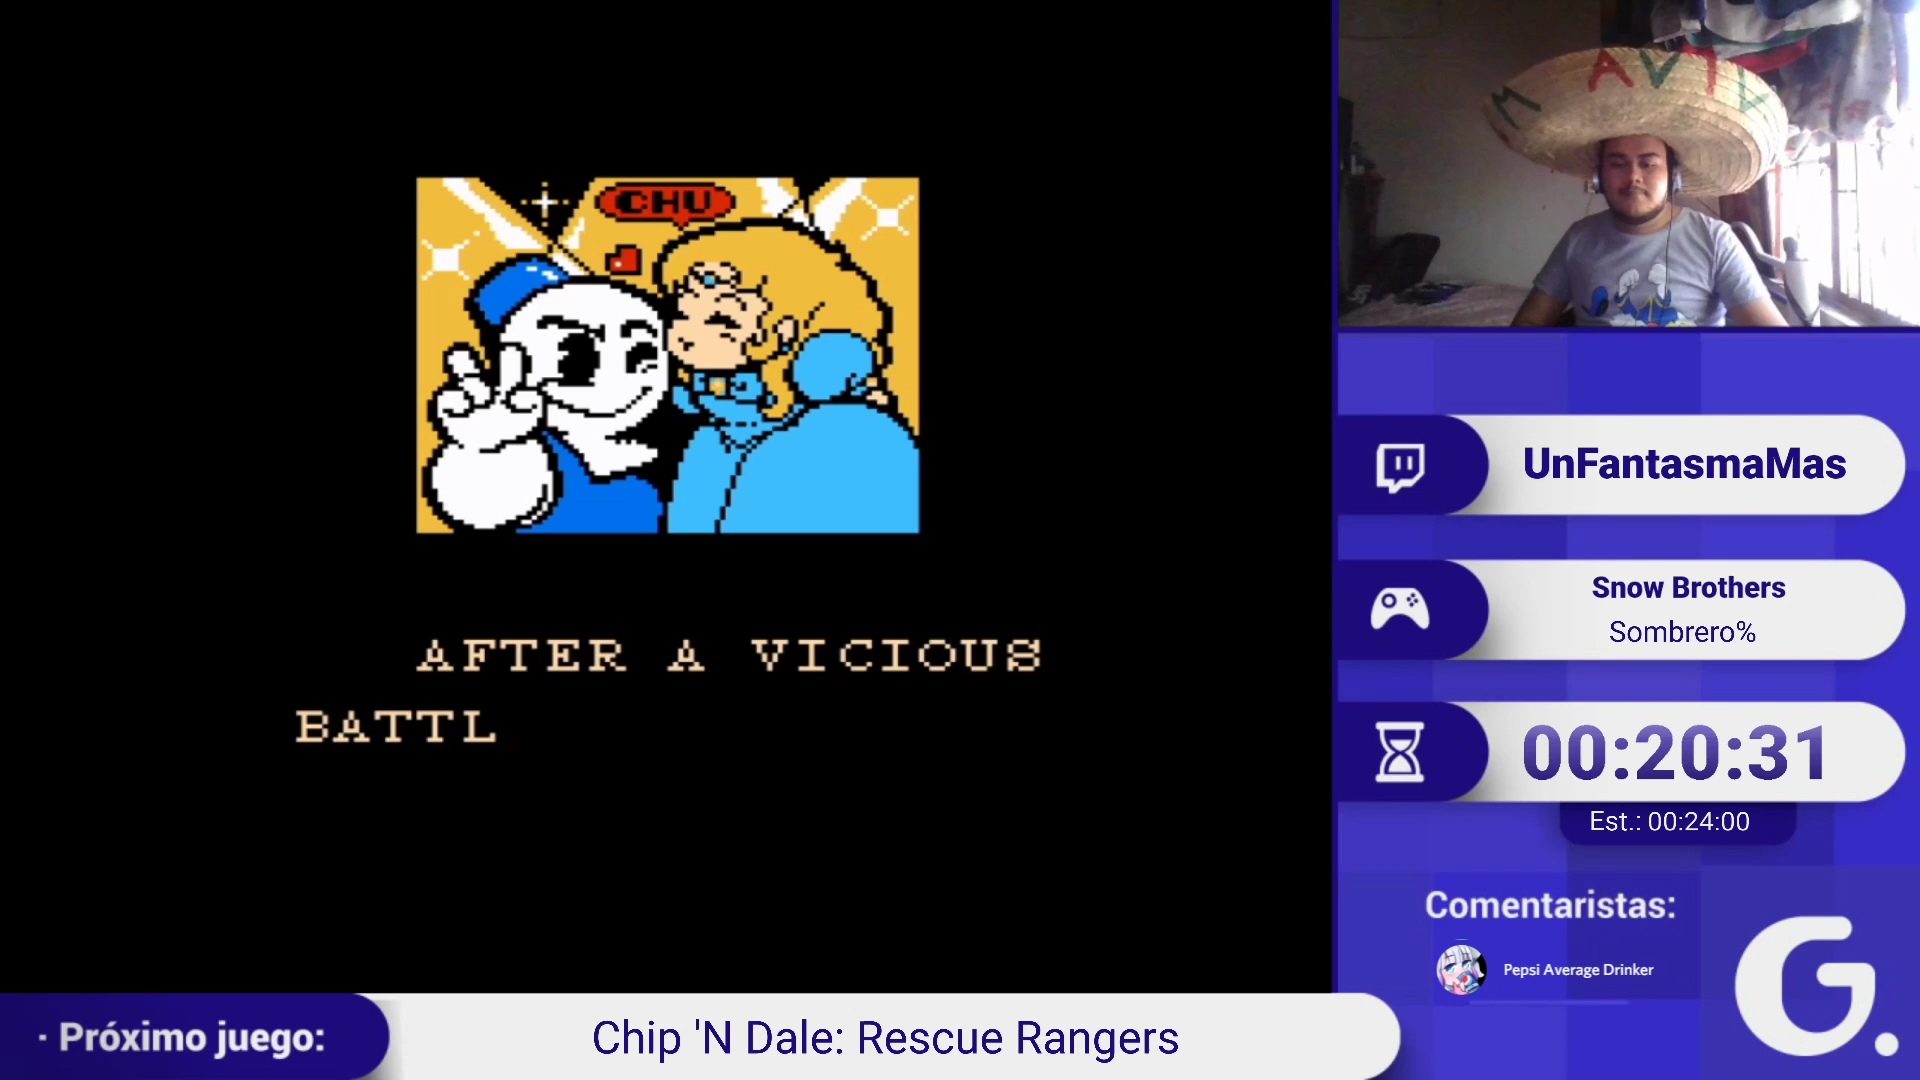 CHU
AFTER A VICIOUS
BATTL
UnFantasmaMas
Snow Brothers
Sombrero%
00:20:31
Est.: 00:24:00
Comentaristas:
Pepsi Average Drinker
G.
· Próximo juego:
Chip 'N Dale: Rescue Rangers